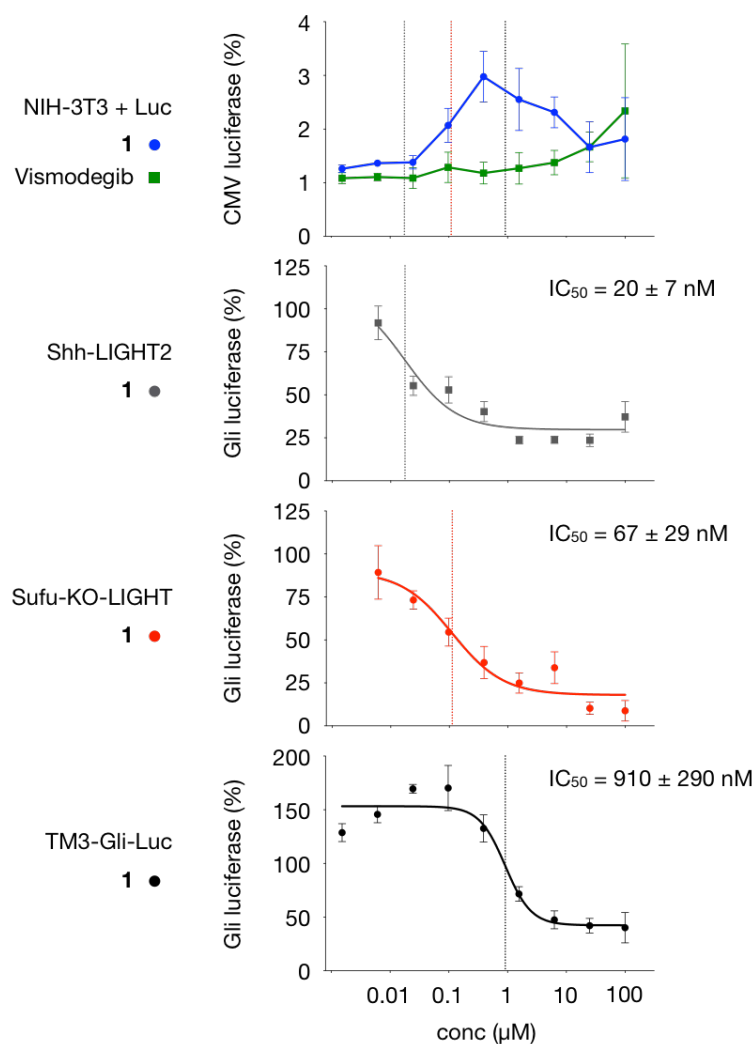 NIH-3T3 + Luc
1
Vismodegib
CMV luciferase (%)
4
3
2
1
0
Shh-LIGHT2
1
Gli luciferase (%)
125
100
75
50
25
0
IC50 = 20 ± 7 nM
Sufu-KO-LIGHT
1
Gli luciferase (%)
125
100
75
50
25
0
IC50 = 67 ± 29 nM
TM3-Gli-Luc
1
Gli luciferase (%)
200
150
100
50
0
IC50 = 910 ± 290 nM
0.01 0.1 1 10 100
conc (µM)